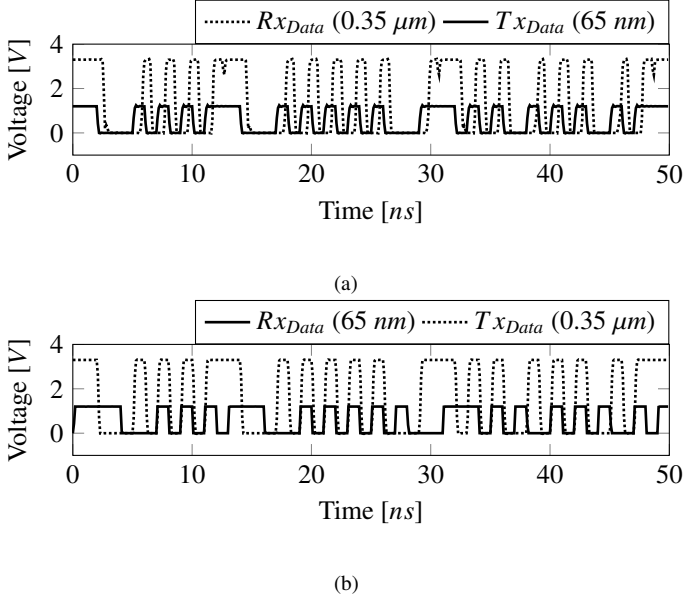 Rx_Data (0.35 μm) Tx_Data (65 nm)
4
2
0
Voltage [V]
0 10 20 30 40 50
Time [ns]
(a)
Rx_Data (65 nm) Tx_Data (0.35 μm)
4
2
0
Voltage [V]
0 10 20 30 40 50
Time [ns]
(b)